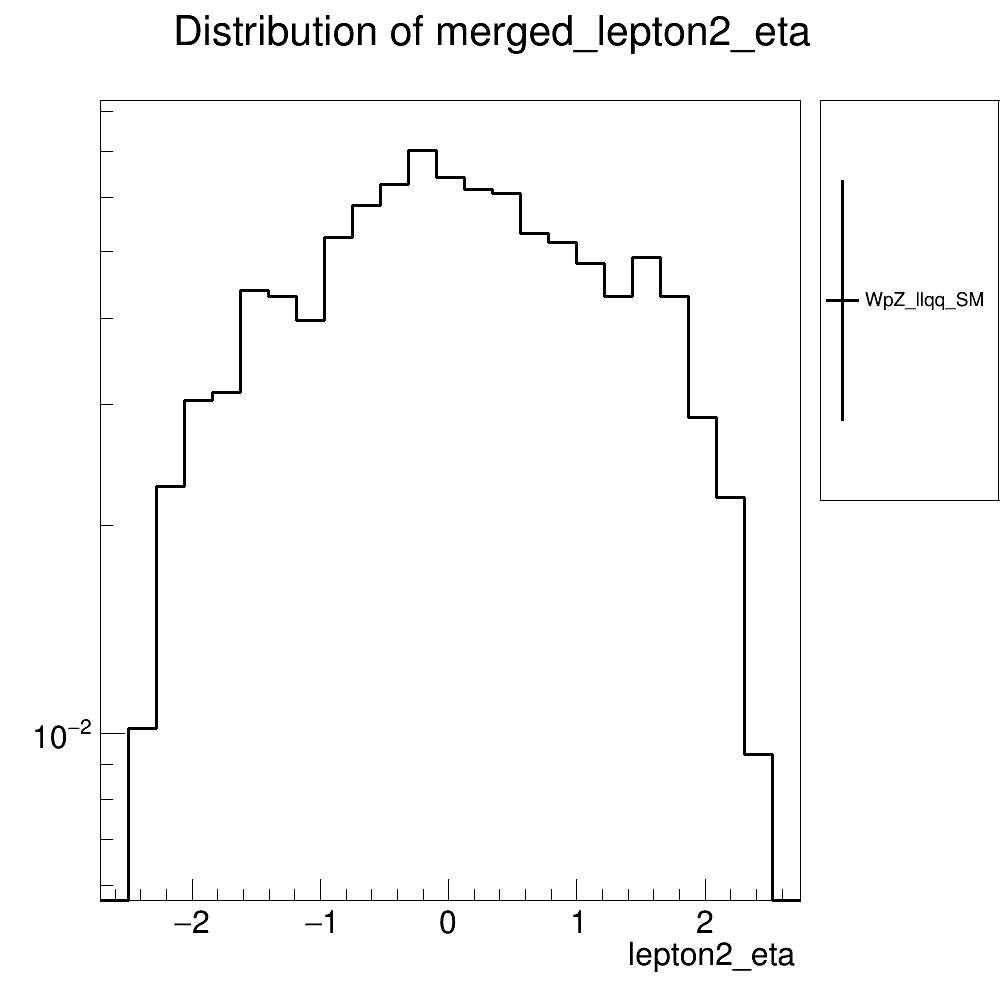 Distribution of merged_lepton2_eta
WpZ_llqq_SM
10⁻²
−2 −1 0 1 2
lepton2_eta